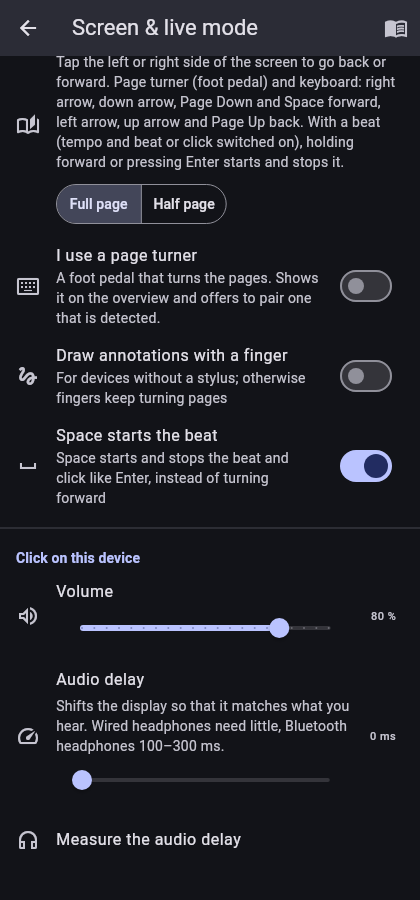 Screen & live mode
Tap the left or right side of the screen to go back or
forward. Page turner (foot pedal) and keyboard: right
arrow, down arrow, Page Down and Space forward,
left arrow, up arrow and Page Up back. With a beat
(tempo and beat or click switched on), holding
forward or pressing Enter starts and stops it.
Full page
Half page
I use a page turner
A foot pedal that turns the pages. Shows
it on the overview and offers to pair one
that is detected.
Draw annotations with a finger
For devices without a stylus; otherwise
fingers keep turning pages
Space starts the beat
Space starts and stops the beat and
click like Enter, instead of turning
forward
Click on this device
Volume
80 %
Audio delay
Shifts the display so that it matches what you
hear. Wired headphones need little, Bluetooth
headphones 100–300 ms.
0 ms
Measure the audio delay